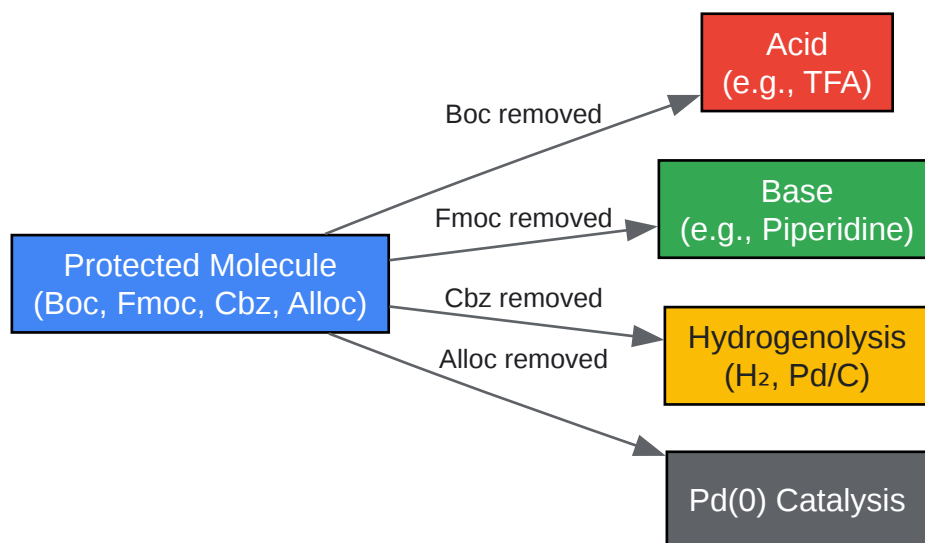 Acid
(e.g., TFA)
Boc removed
Base
(e.g., Piperidine)
Fmoc removed
Protected Molecule
(Boc, Fmoc, Cbz, Alloc)
Cbz removed
Hydrogenolysis
(H₂, Pd/C)
Alloc removed
Pd(0) Catalysis